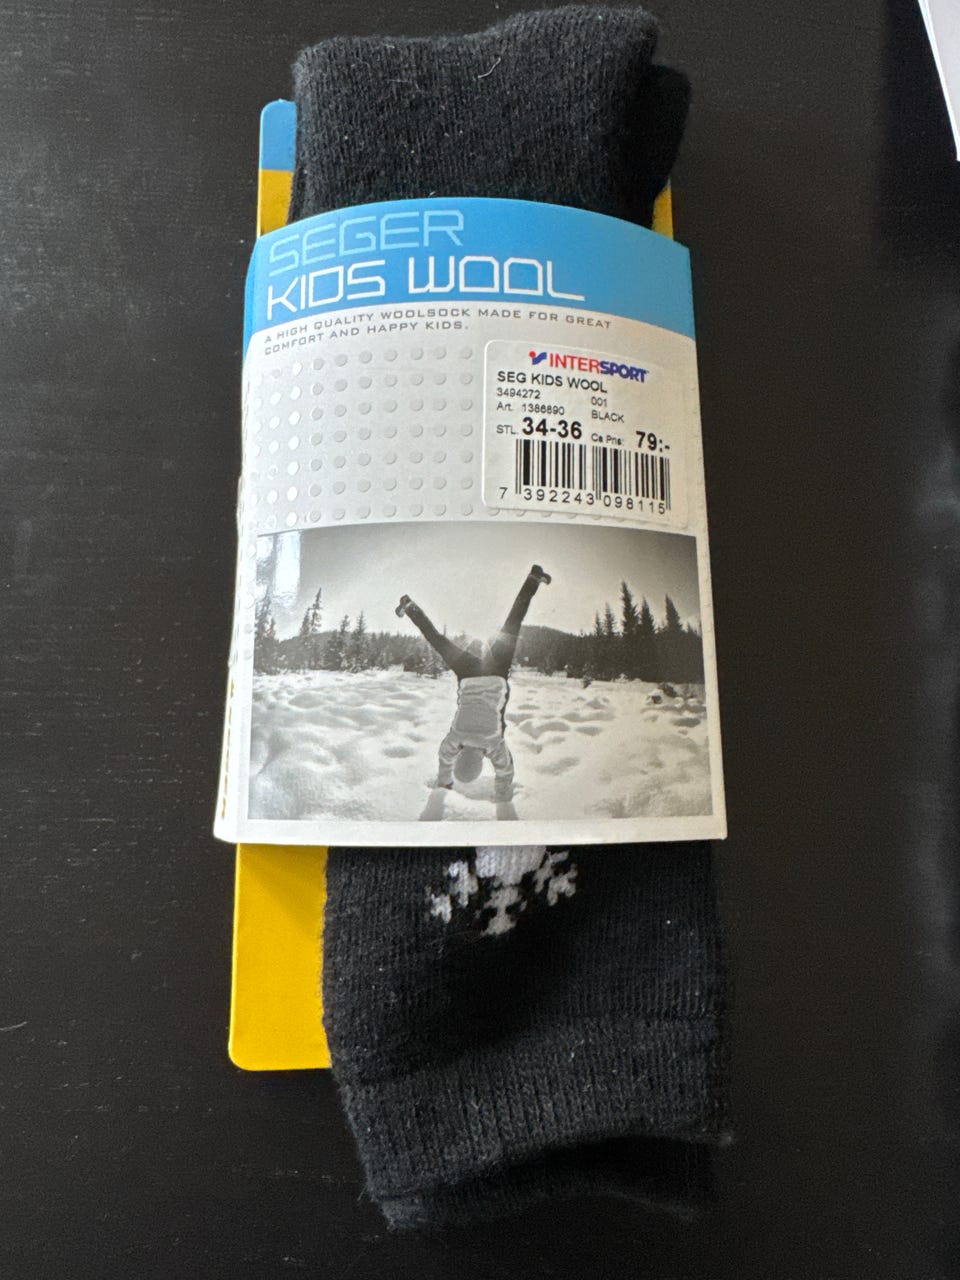 SEGER
KIDS WOOL
A HIGH QUALITY WOOLSOCK MADE FOR GREAT
COMFORT AND HAPPY KIDS.
INTERSPORT
SEG KIDS WOOL
3494272 001
Art. 1386890 BLACK
STL. 34-36 Ca Pris: 79:-
7 392243 098115